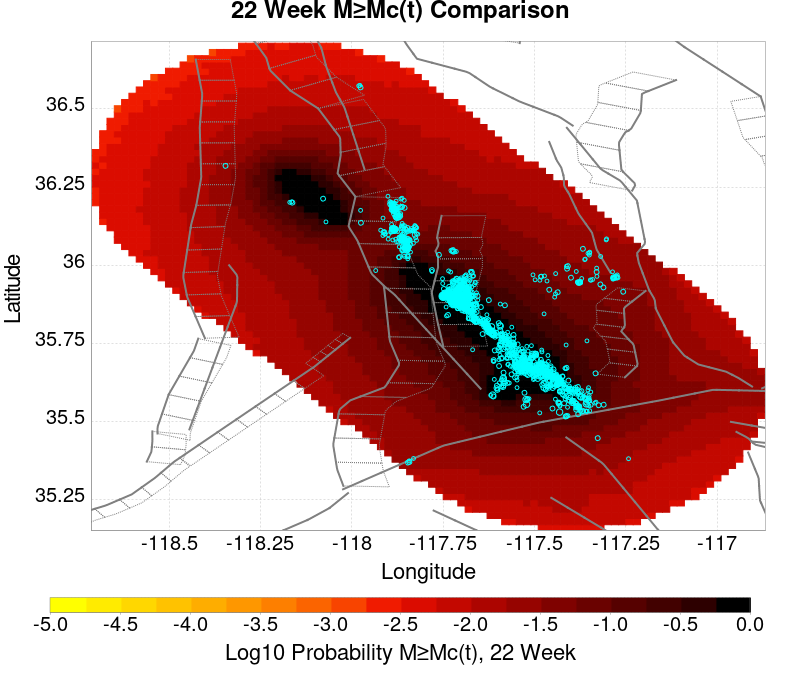 22 Week M≥Mc(t) Comparison
36.5
36.25
36
35.75
35.5
35.25
Latitude
-118.5 -118.25 -118 -117.75 -117.5 -117.25 -117
Longitude
-5.0 -4.5 -4.0 -3.5 -3.0 -2.5 -2.0 -1.5 -1.0 -0.5 0.0
Log10 Probability M≥Mc(t), 22 Week